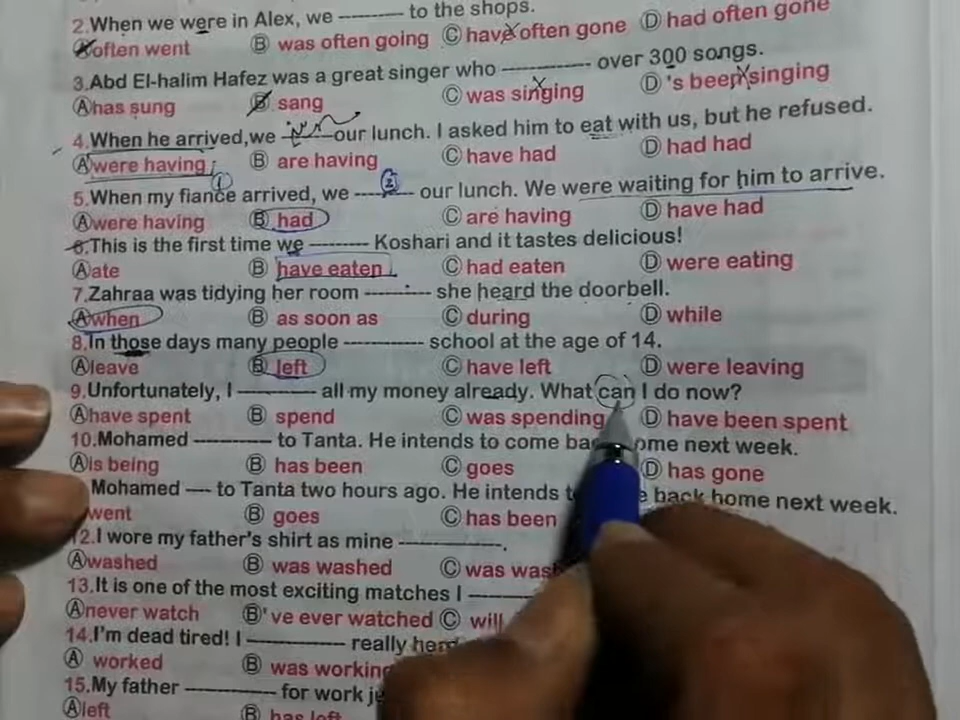 2.When we were in Alex, we ---------- to the shops.
Ⓐoften went Ⓑ was often going Ⓒ have often gone Ⓓ had often gone
3.Abd El-halim Hafez was a great singer who ------------- over 300 songs.
Ⓐhas sung Ⓑ sang Ⓒ was singing Ⓓ 's been singing
4.When he arrived,we -------- our lunch. I asked him to eat with us, but he refused.
Ⓐwere having Ⓑ are having Ⓒ have had Ⓓ had had
5.When my fiance arrived, we -------- our lunch. We were waiting for him to arrive.
Ⓐwere having Ⓑ had Ⓒ are having Ⓓ have had
6.This is the first time we --------- Koshari and it tastes delicious!
Ⓐate Ⓑ have eaten Ⓒ had eaten Ⓓ were eating
7.Zahraa was tidying her room ----------- she heard the doorbell.
Ⓐwhen Ⓑ as soon as Ⓒ during Ⓓ while
8.In those days many people ------------ school at the age of 14.
Ⓐleave Ⓑ left Ⓒ have left Ⓓ were leaving
9.Unfortunately, I ----------- all my money already. What can I do now?
Ⓐhave spent Ⓑ spend Ⓒ was spending Ⓓ have been spent
10.Mohamed ----------- to Tanta. He intends to come home next week.
Ⓐis being Ⓑ has been Ⓒ goes Ⓓ has gone
Mohamed --- to Tanta two hours ago. He intends back home next week.
went Ⓑ goes Ⓒ has been
12.I wore my father's shirt as mine ---------------.
Ⓐwashed Ⓑ was washed Ⓒ was
13.It is one of the most exciting matches I ----------
Ⓐnever watch Ⓑ've ever watched Ⓒ will
14.I'm dead tired! I -------------- really
Ⓐ worked Ⓑ was working
15.My father ------------- for work
Ⓐleft Ⓑ has left